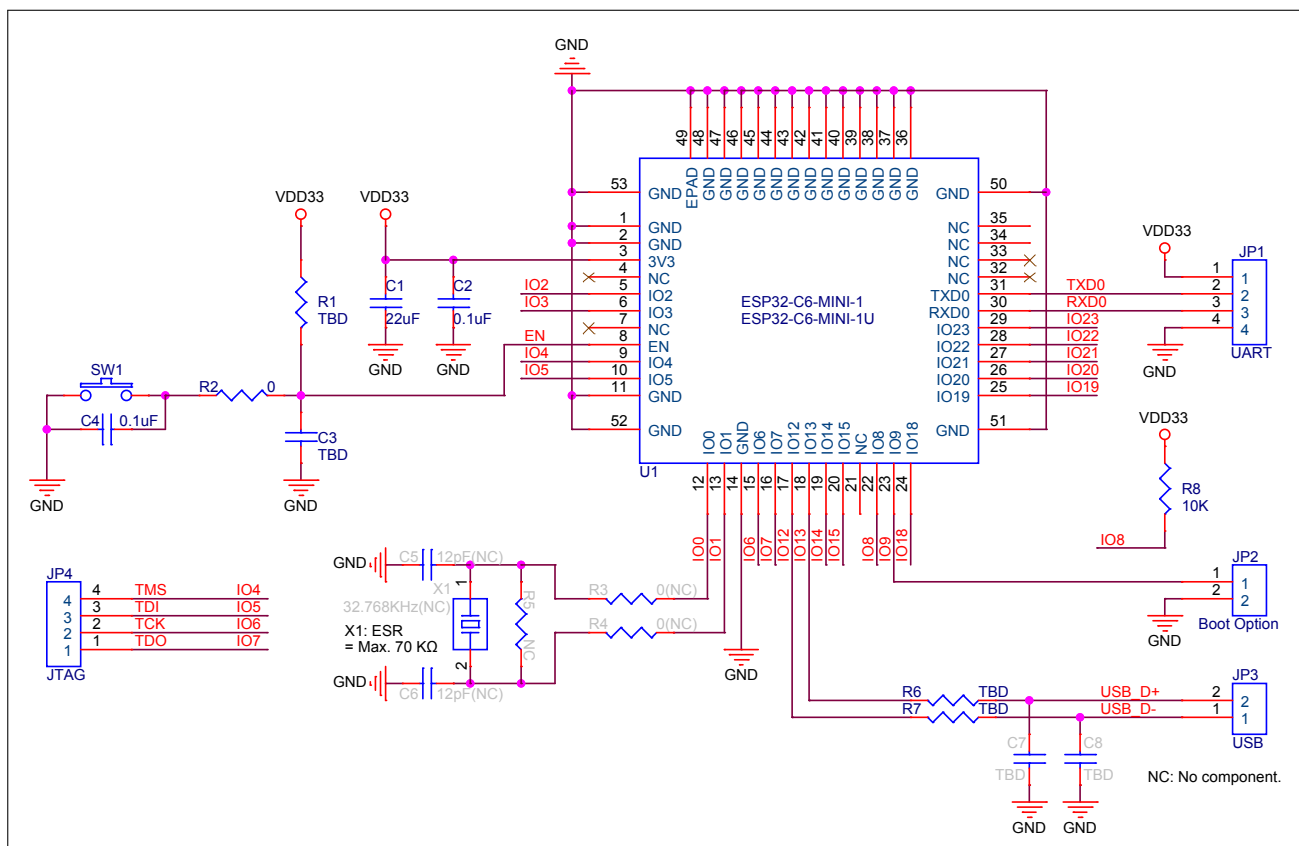 GND
49 48 47 46 45 44 43 42 41 40 39 38 37 36
EPAD GND GND GND GND GND GND GND GND GND GND GND GND GND
53 GND
GND 50
1 GND
NC 35
2 GND
NC 34
3 3V3
NC 33
4 NC
NC 32
IO2 5 IO2
TXD0 31 TXD0
IO3 6 IO3
RXD0 30 RXD0
7 NC
IO23 29 IO23
EN 8 EN
IO22 28 IO22
IO4 9 IO4
IO21 27 IO21
IO5 10 IO5
IO20 26 IO20
11 GND
IO19 25 IO19
52 GND
GND 51
ESP32-C6-MINI-1
ESP32-C6-MINI-1U
U1
IO0 IO1 GND IO6 IO7 IO12 IO13 IO14 IO15 NC IO8 IO9 IO18
12 13 14 15 16 17 18 19 20 21 22 23 24
IO0 IO1 IO6 IO7 IO12 IO13 IO14 IO15 IO8 IO9 IO18
VDD33
R1
TBD
VDD33
C1
22uF
GND
C2
0.1uF
GND
SW1
R2 0
C4 0.1uF
GND
C3
TBD
GND
VDD33
JP1
1 1
2 2
3 3
4 4
UART
GND
VDD33
R8
10K
IO8
JP2
1 1
2 2
Boot Option
GND
JP4
4 4 TMS IO4
3 3 TDI IO5
2 2 TCK IO6
1 1 TDO IO7
JTAG
GND C5 12pF(NC)
1
X1
32.768KHz(NC)
X1: ESR
= Max. 70 KΩ
2
R5
NC
R3 0(NC)
R4 0(NC)
GND C6 12pF(NC)
GND
R6 TBD USB_D+
R7 TBD USB_D-
JP3
2 2
1 1
USB
C7
TBD
GND
C8
TBD
GND
NC: No component.